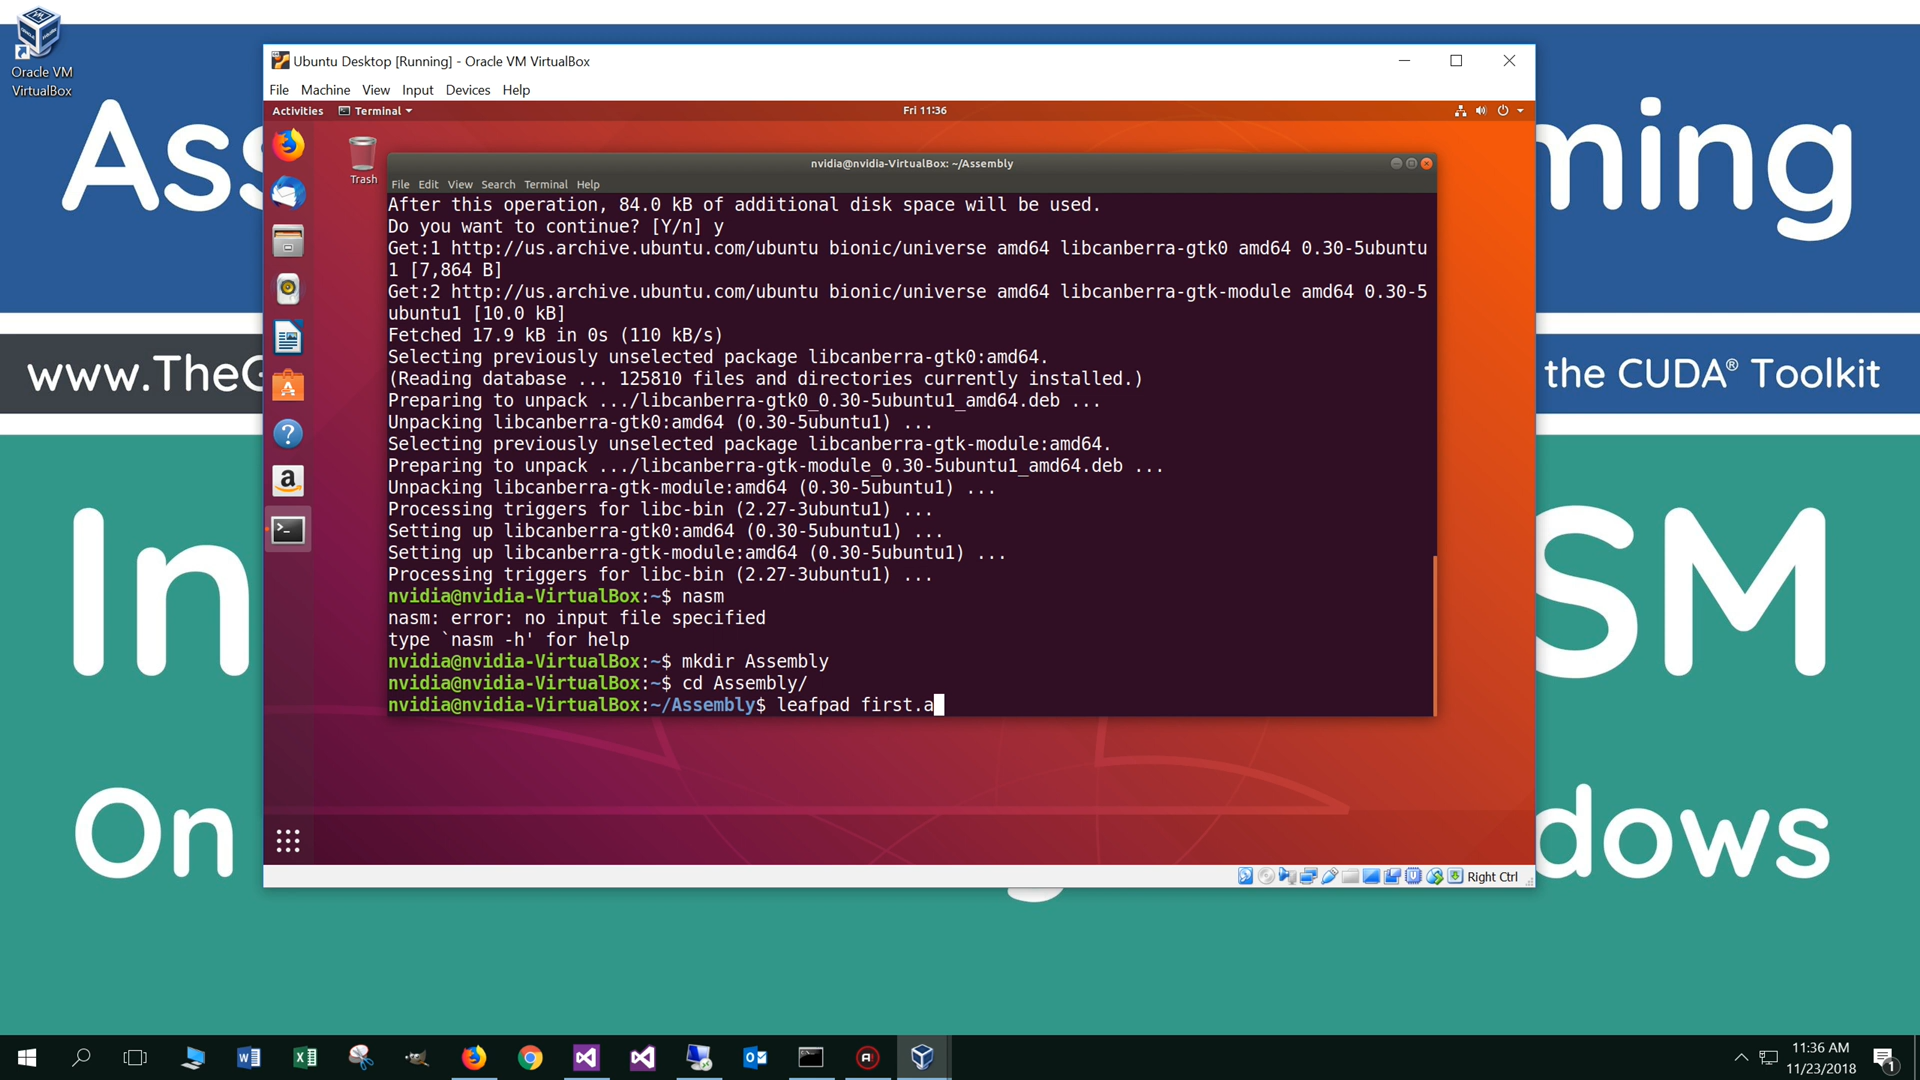 Oracle VM
VirtualBox
Ass
ming
www.TheG
the CUDA® Toolkit
In
SM
On
dows
Ubuntu Desktop [Running] - Oracle VM VirtualBox
File Machine View Input Devices Help
Activities Terminal Fri 11:36
Trash
nvidia@nvidia-VirtualBox: ~/Assembly
File Edit View Search Terminal Help
After this operation, 84.0 kB of additional disk space will be used.
Do you want to continue? [Y/n] y
Get:1 http://us.archive.ubuntu.com/ubuntu bionic/universe amd64 libcanberra-gtk0 amd64 0.30-5ubuntu
1 [7,864 B]
Get:2 http://us.archive.ubuntu.com/ubuntu bionic/universe amd64 libcanberra-gtk-module amd64 0.30-5
ubuntu1 [10.0 kB]
Fetched 17.9 kB in 0s (110 kB/s)
Selecting previously unselected package libcanberra-gtk0:amd64.
(Reading database ... 125810 files and directories currently installed.)
Preparing to unpack .../libcanberra-gtk0_0.30-5ubuntu1_amd64.deb ...
Unpacking libcanberra-gtk0:amd64 (0.30-5ubuntu1) ...
Selecting previously unselected package libcanberra-gtk-module:amd64.
Preparing to unpack .../libcanberra-gtk-module_0.30-5ubuntu1_amd64.deb ...
Unpacking libcanberra-gtk-module:amd64 (0.30-5ubuntu1) ...
Processing triggers for libc-bin (2.27-3ubuntu1) ...
Setting up libcanberra-gtk0:amd64 (0.30-5ubuntu1) ...
Setting up libcanberra-gtk-module:amd64 (0.30-5ubuntu1) ...
Processing triggers for libc-bin (2.27-3ubuntu1) ...
nvidia@nvidia-VirtualBox:~$ nasm
nasm: error: no input file specified
type `nasm -h' for help
nvidia@nvidia-VirtualBox:~$ mkdir Assembly
nvidia@nvidia-VirtualBox:~$ cd Assembly/
nvidia@nvidia-VirtualBox:~/Assembly$ leafpad first.a
Right Ctrl
11:36 AM
11/23/2018
1